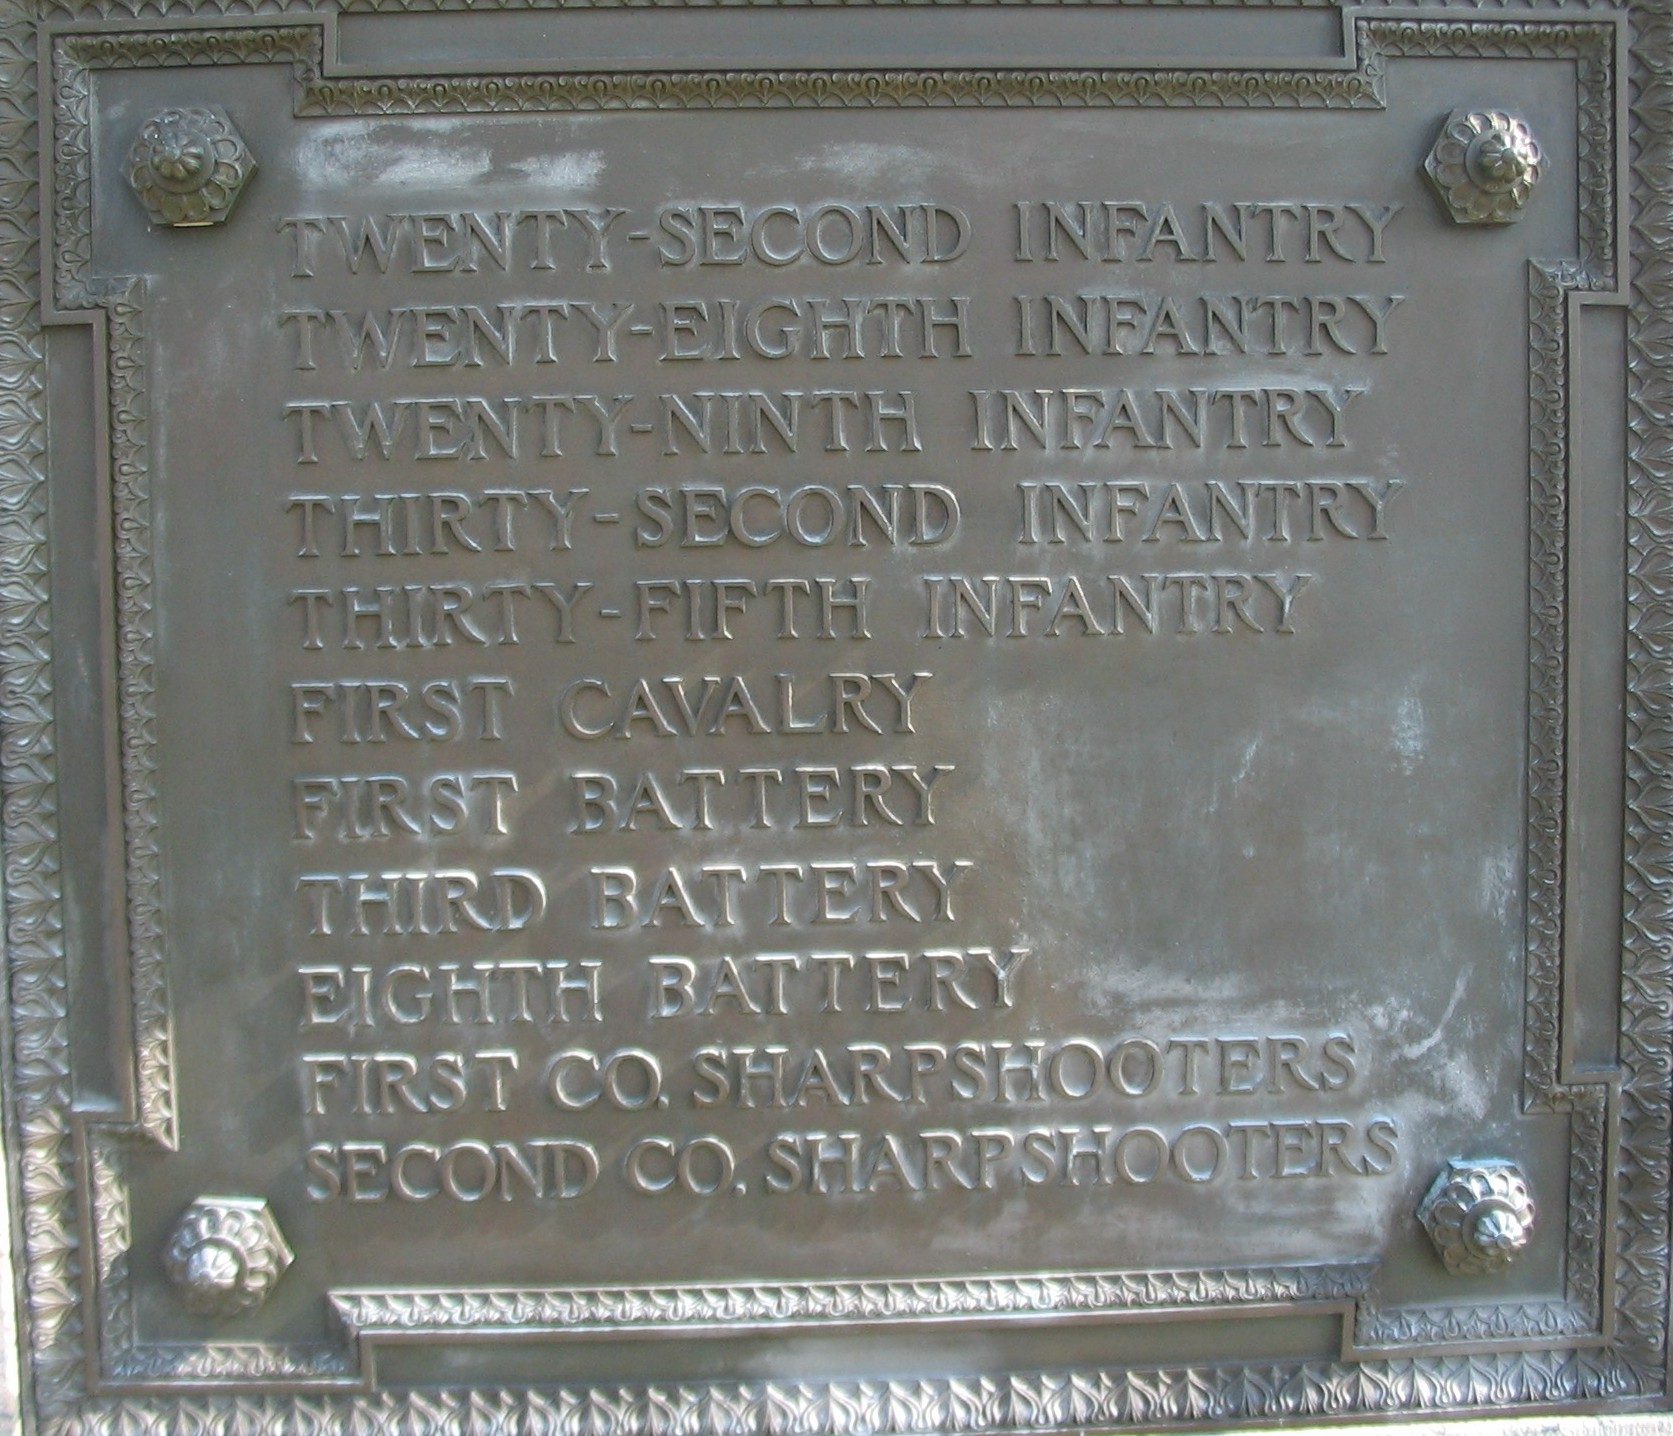 TWENTY-SECOND INFANTRY
TWENTY-EIGHTH INFANTRY
TWENTY-NINTH INFANTRY
THIRTY-SECOND INFANTRY
THIRTY-FIFTH INFANTRY
FIRST CAVALRY
FIRST BATTERY
THIRD BATTERY
EIGHTH BATTERY
FIRST CO. SHARPSHOOTERS
SECOND CO. SHARPSHOOTERS